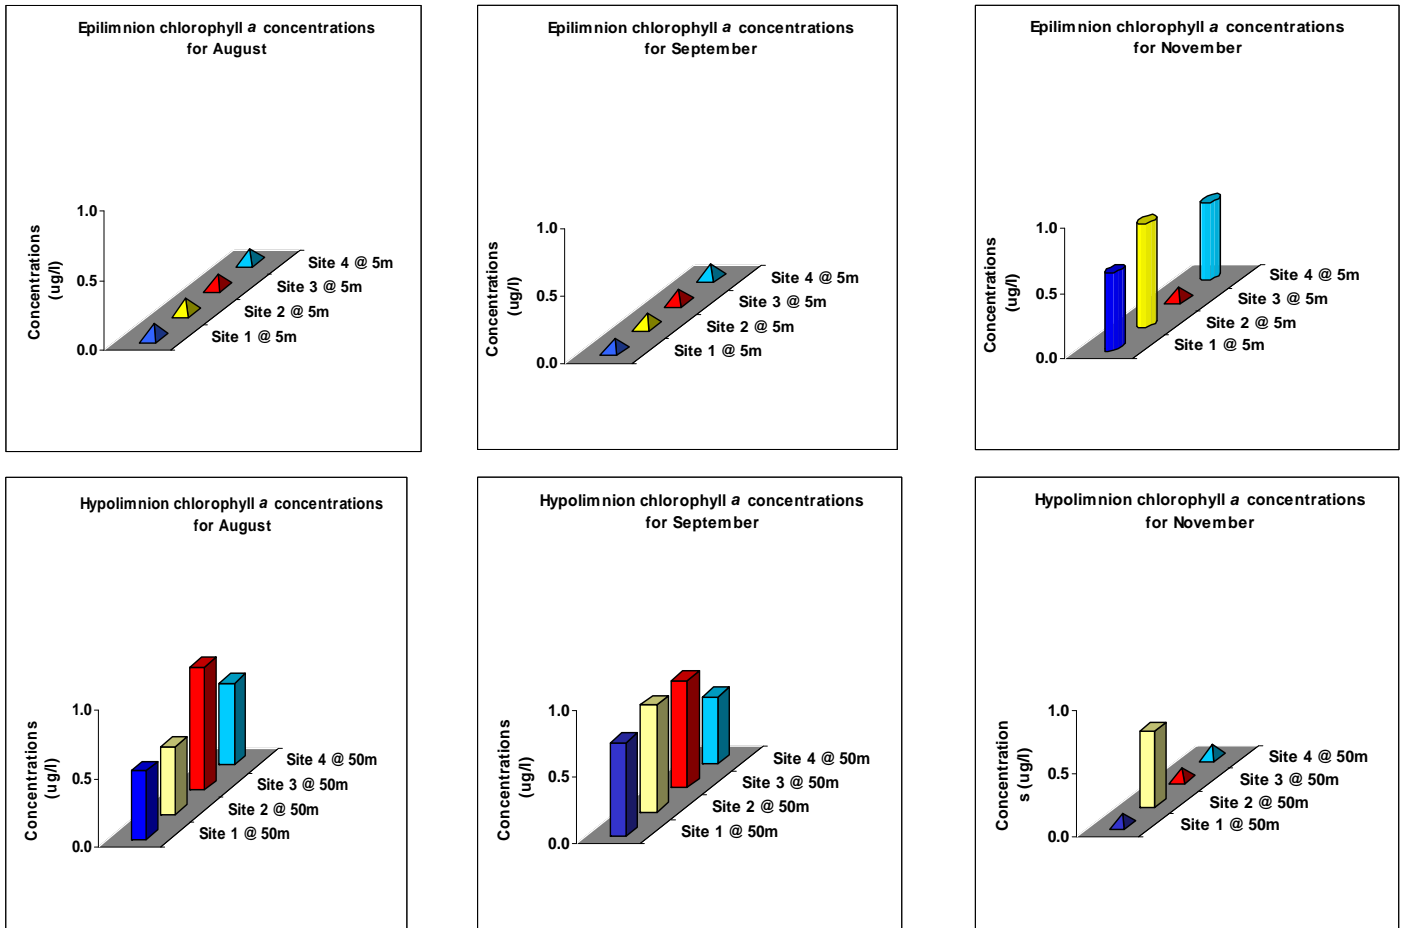 Epilimnion chlorophyll a concentrations
for August
Concentrations
(ug/l)
1.0
0.5
0.0
Site 4 @ 5m
Site 3 @ 5m
Site 2 @ 5m
Site 1 @ 5m
Epilimnion chlorophyll a concentrations
for September
Concentrations
(ug/l)
1.0
0.5
0.0
Site 4 @ 5m
Site 3 @ 5m
Site 2 @ 5m
Site 1 @ 5m
Epilimnion chlorophyll a concentrations
for November
Concentrations
(ug/l)
1.0
0.5
0.0
Site 4 @ 5m
Site 3 @ 5m
Site 2 @ 5m
Site 1 @ 5m
Hypolimnion chlorophyll a concentrations
for August
Concentrations
(ug/l)
1.0
0.5
0.0
Site 4 @ 50m
Site 3 @ 50m
Site 2 @ 50m
Site 1 @ 50m
Hypolimnion chlorophyll a concentrations
for September
Concentrations
(ug/l)
1.0
0.5
0.0
Site 4 @ 50m
Site 3 @ 50m
Site 2 @ 50m
Site 1 @ 50m
Hypolimnion chlorophyll a concentrations
for November
Concentration
s (ug/l)
1.0
0.5
0.0
Site 4 @ 50m
Site 3 @ 50m
Site 2 @ 50m
Site 1 @ 50m